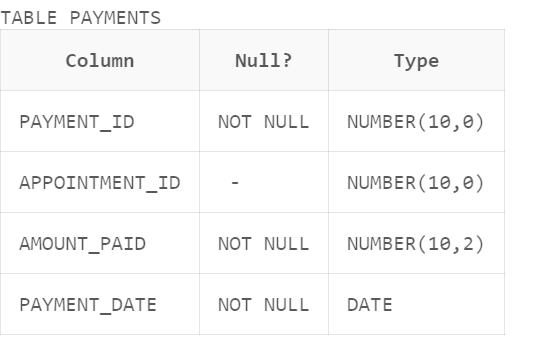 TABLE PAYMENTS
Column Null? Type
PAYMENT_ID NOT NULL NUMBER(10,0)
APPOINTMENT_ID - NUMBER(10,0)
AMOUNT_PAID NOT NULL NUMBER(10,2)
PAYMENT_DATE NOT NULL DATE